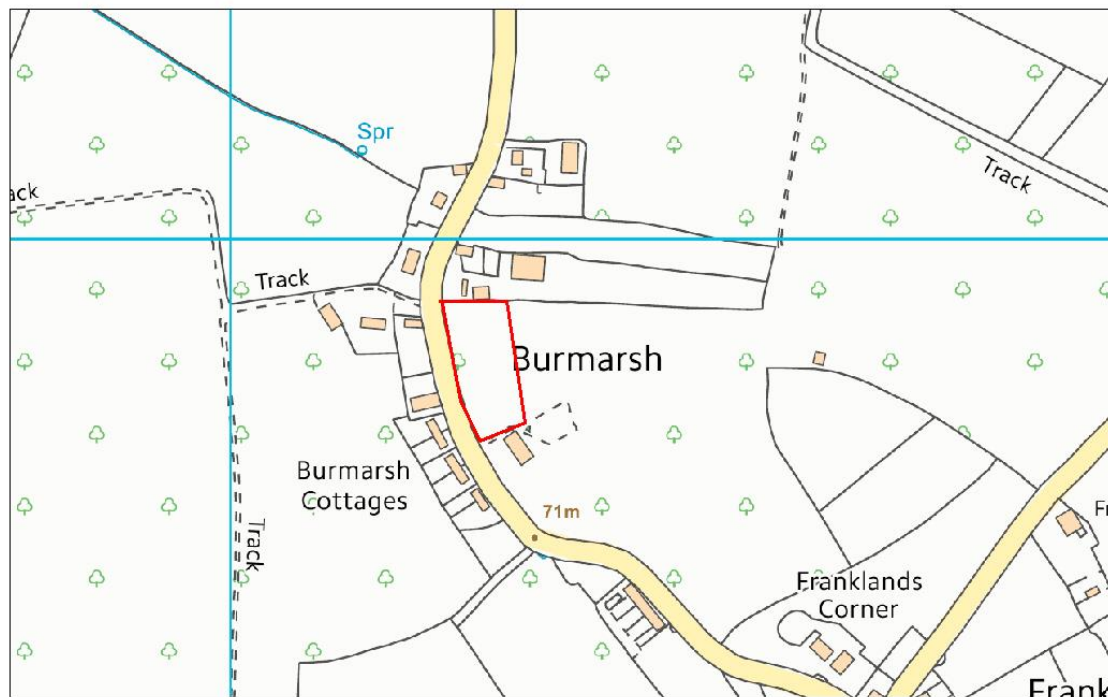 Spr
ack
Track
Track
Burmarsh
Burmarsh
Cottages
71m
Track
Franklands
Corner
Fr
Frank